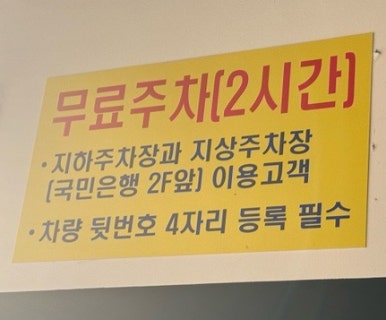 무료주차(2시간)
• 지하주차장과 지상주차장
(국민은행 2F앞) 이용고객
• 차량 뒷번호 4자리 등록 필수